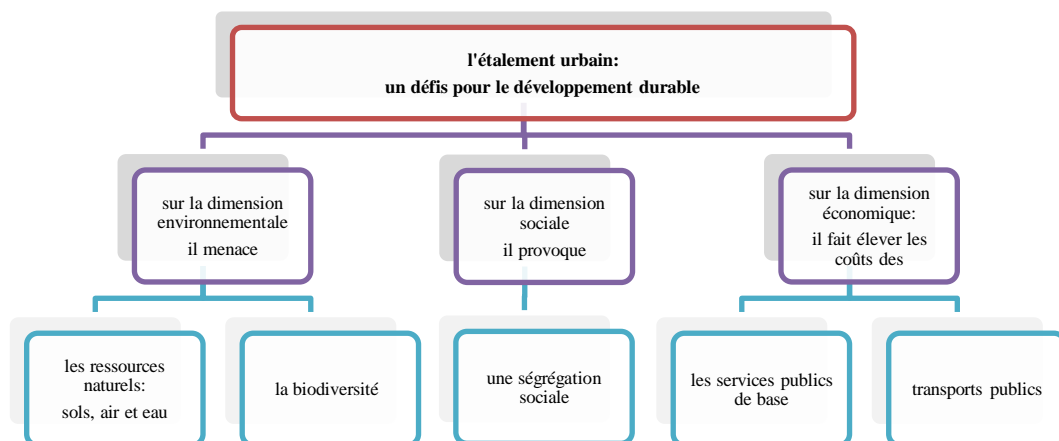 l'étalement urbain:
un défis pour le développement durable
sur la dimension
environnementale
il menace
sur la dimension
sociale
il provoque
sur la dimension
économique:
il fait élever les
coûts des
les ressources
naturels:
sols, air et eau
la biodiversité
une ségrégation
sociale
les services publics
de base
transports publics